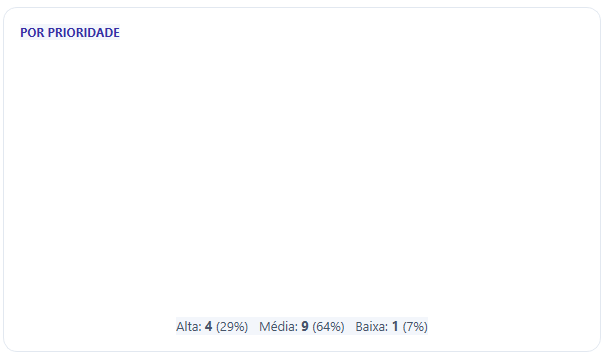 POR PRIORIDADE
Alta: 4 (29%) Média: 9 (64%) Baixa: 1 (7%)